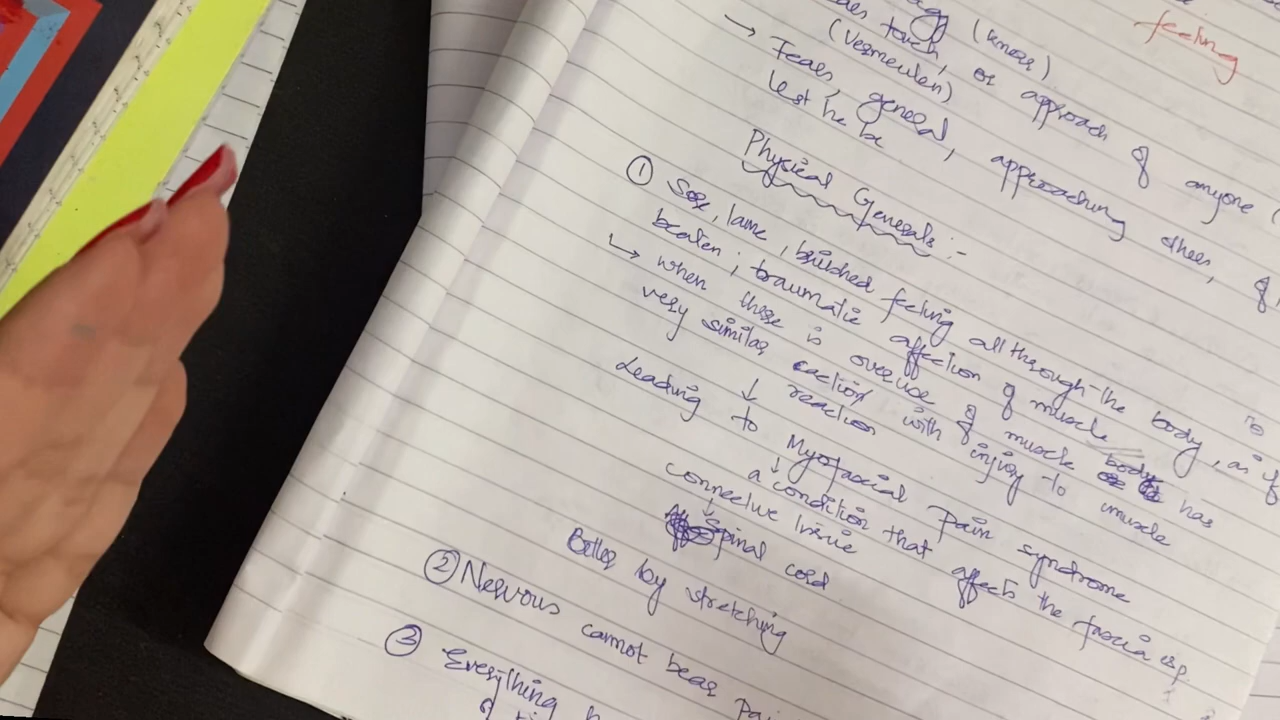 feeling
(knees)
touch, or approach of anyone
(Vermeulen)
→ Fears, general, approaching others, of
lest he be
Physical Generals :-
① Sore, lame, bruished feeling all through the body, as if
beaten; traumatic affection of muscle
↳ when there is overuse of muscle body has
very similar reaction with injury to muscle
↓
Leading to Myofascial Pain syndrome
↓
a condition that affects the fascia esp.
connective tissue
↓
Spinal cord
Better by stretching
② Nervous cannot bear
③ Everything